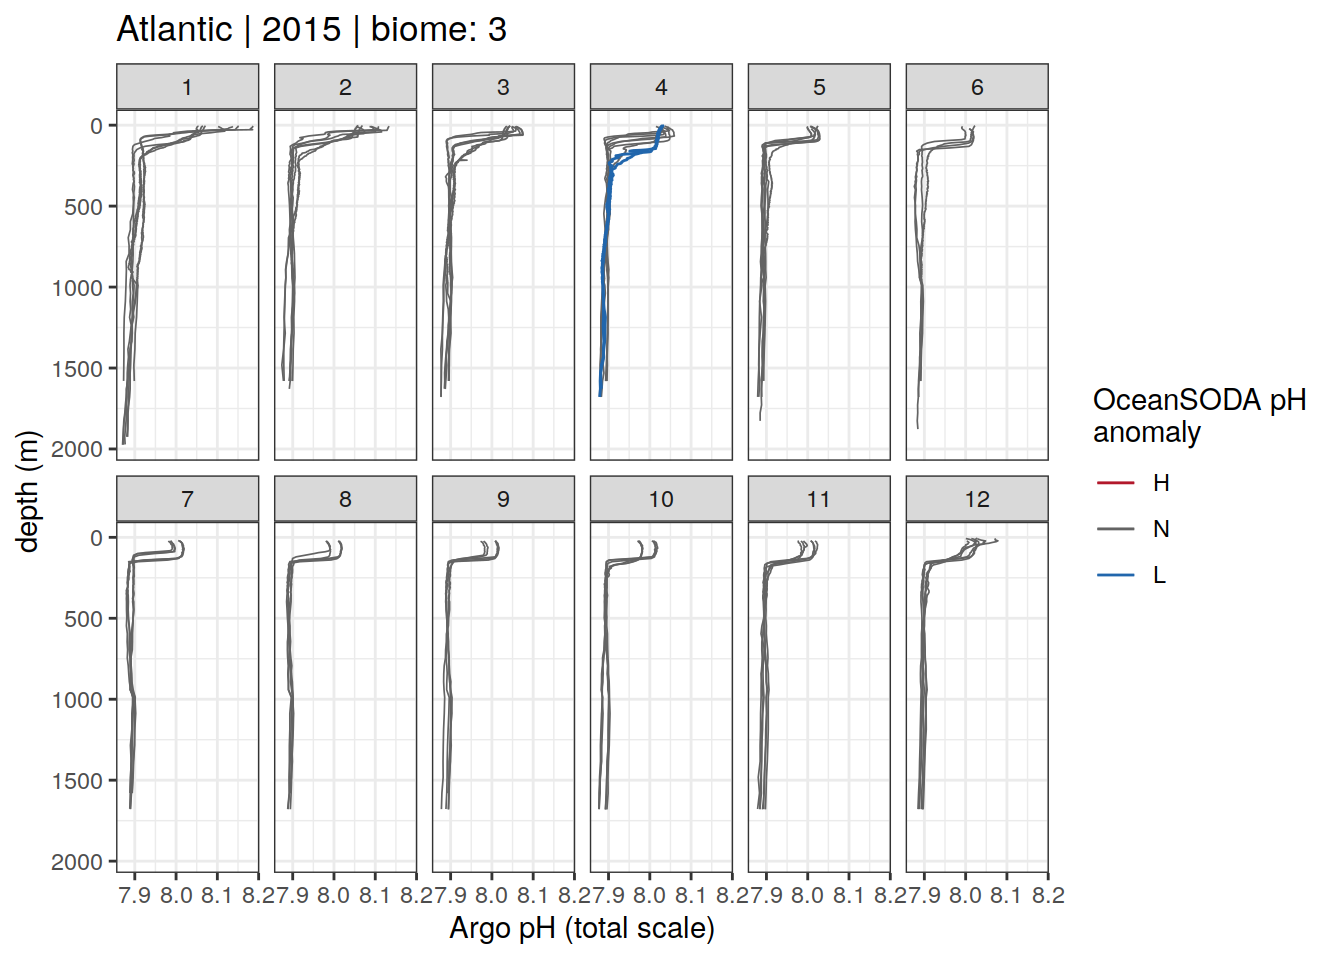 Atlantic | 2015 | biome: 3
1 2 3 4 5 6
0
500
1000
1500
2000
7 8 9 10 11 12
0
500
1000
1500
2000
7.9 8.0 8.1 8.2 7.9 8.0 8.1 8.2 7.9 8.0 8.1 8.2 7.9 8.0 8.1 8.2 7.9 8.0 8.1 8.2 7.9 8.0 8.1 8.2
Argo pH (total scale)
depth (m)
OceanSODA pH
anomaly
H
N
L